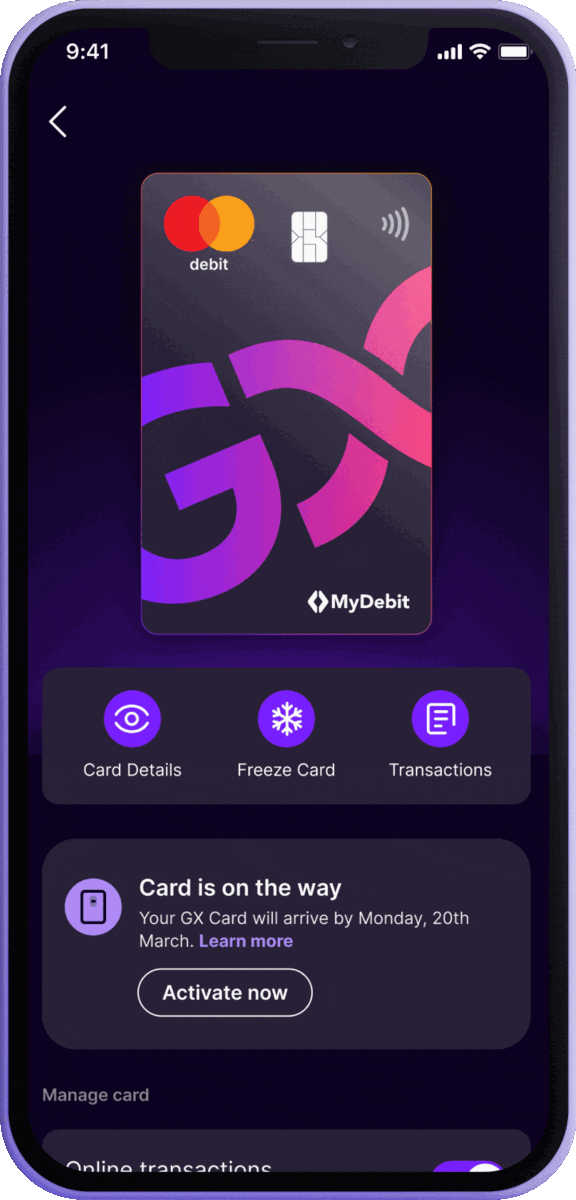 9:41
debit
GX
MyDebit
Card Details
Freeze Card
Transactions
Card is on the way
Your GX Card will arrive by Monday, 20th
March. Learn more
Activate now
Manage card
Online transactions